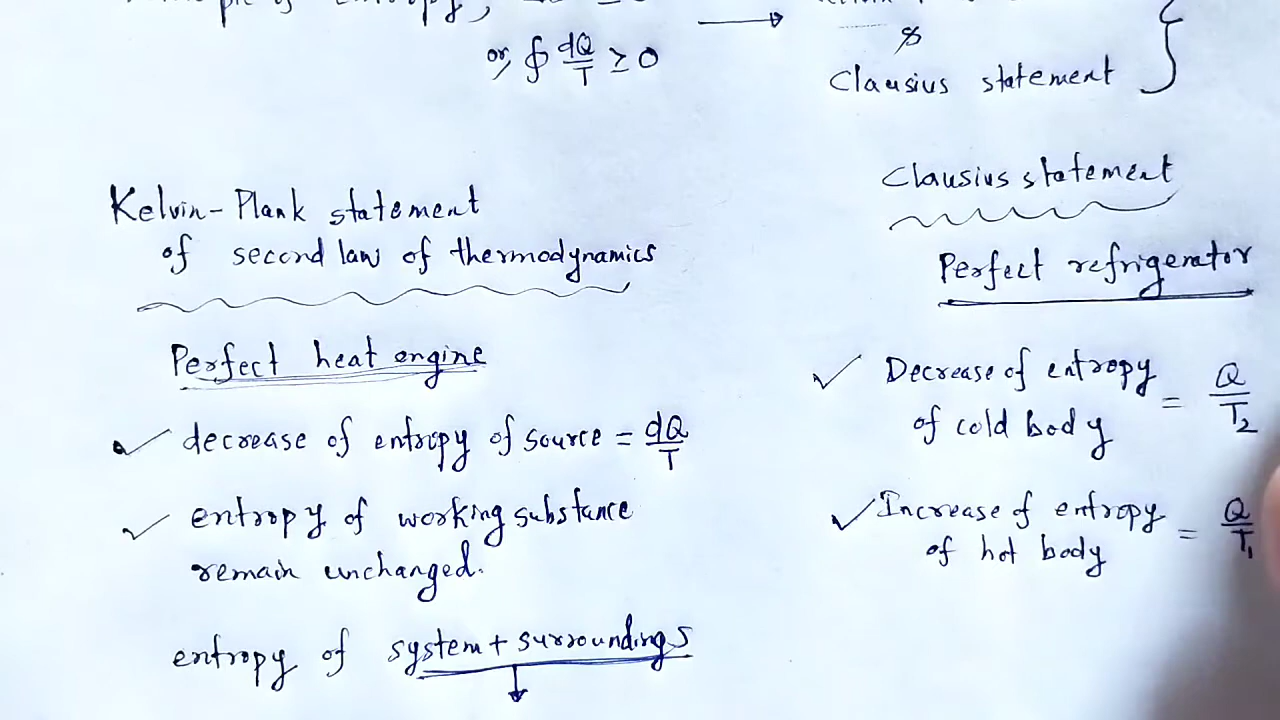 or, ∮ dQ/T ≥ 0
&
Clausius statement
Kelvin-Plank statement
of second law of thermodynamics
Perfect heat engine
decrease of entropy of source = dQ/T
entropy of working substance
remain unchanged.
entropy of system + surroundings
Clausius statement
Perfect refrigerator
Decrease of entropy
of cold body = Q/T₂
Increase of entropy
of hot body = Q/T₁